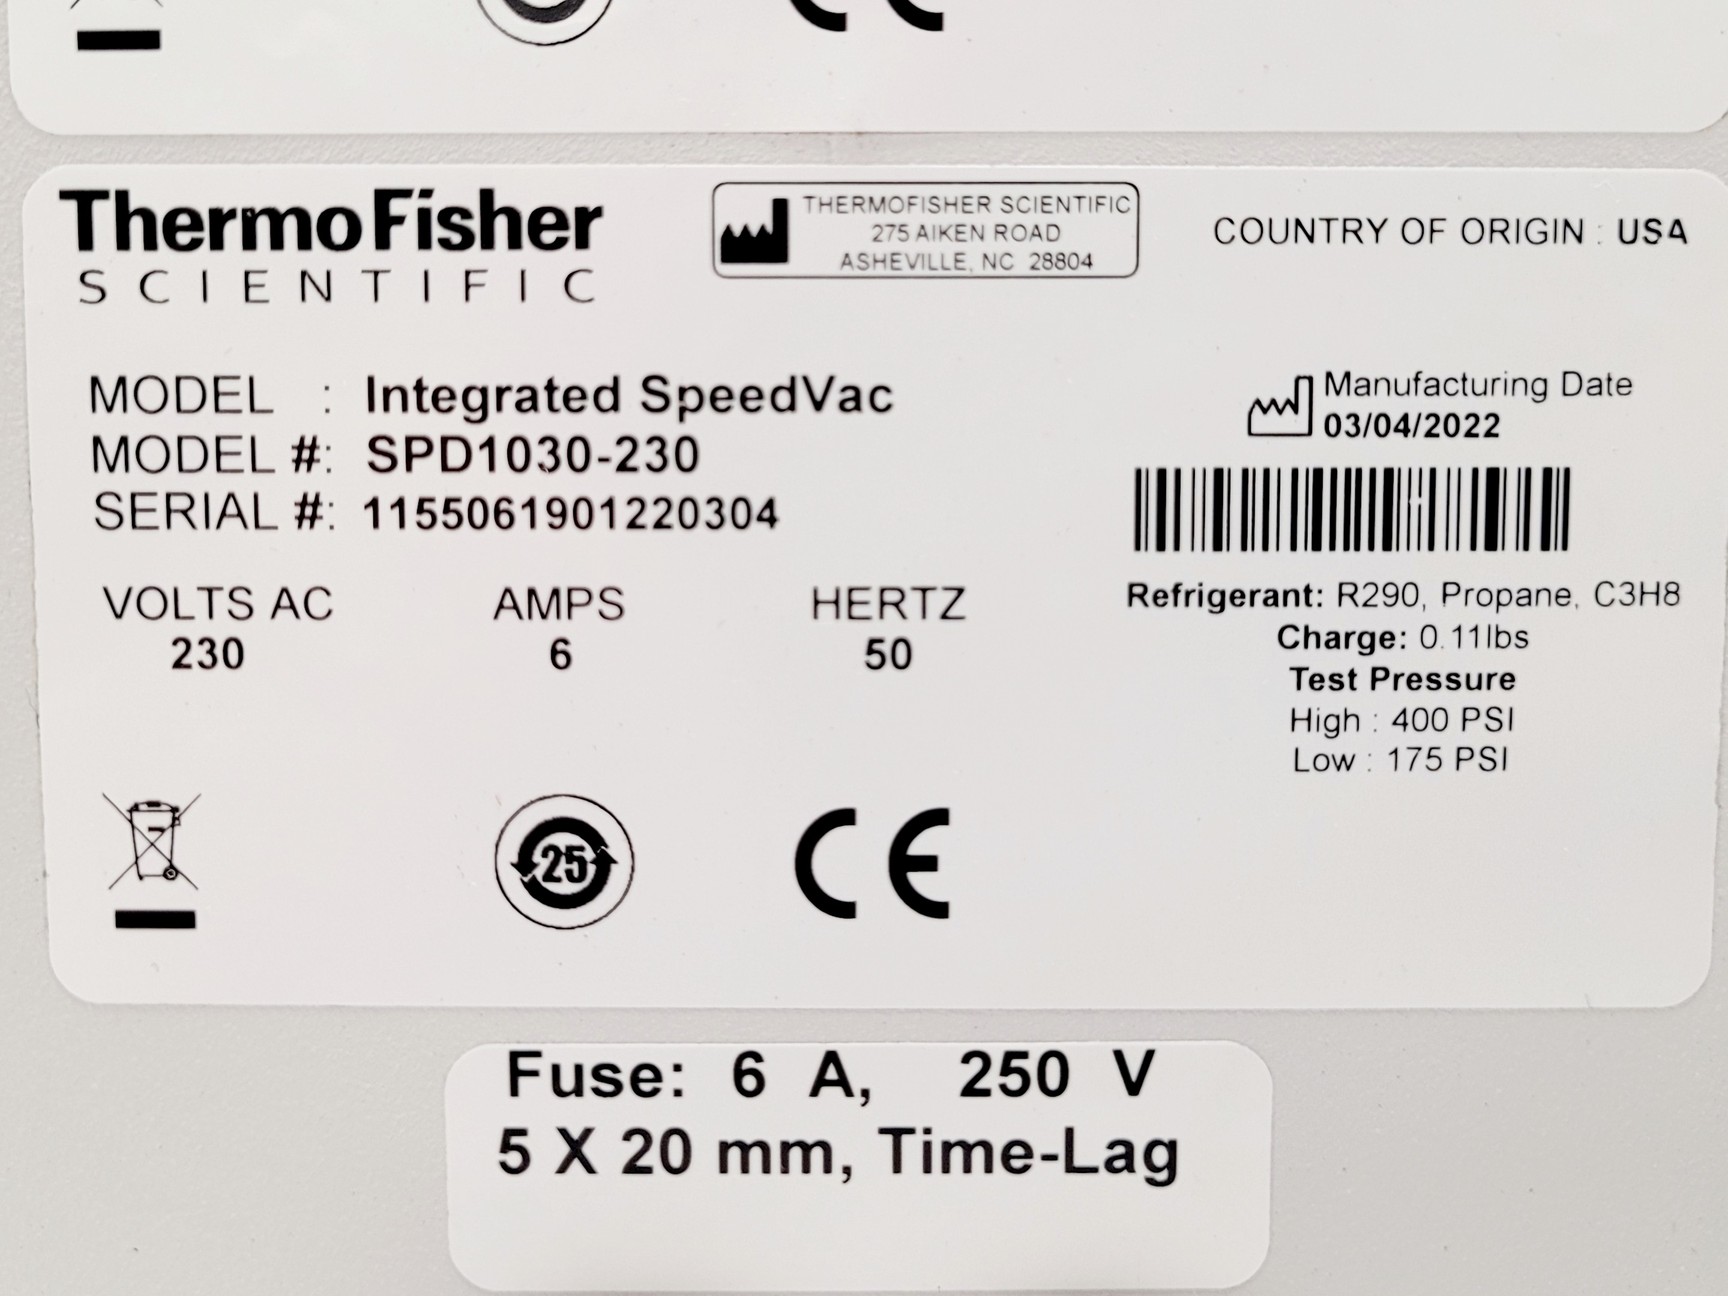 ThermoFisher
SCIENTIFIC
THERMOFISHER SCIENTIFIC
275 AIKEN ROAD
ASHEVILLE, NC 28804
COUNTRY OF ORIGIN : USA
MODEL : Integrated SpeedVac
MODEL #: SPD1030-230
SERIAL #: 1155061901220304
Manufacturing Date
03/04/2022
VOLTS AC AMPS HERTZ
230 6 50
Refrigerant: R290, Propane, C3H8
Charge: 0.11lbs
Test Pressure
High : 400 PSI
Low : 175 PSI
25
CE
Fuse: 6 A, 250 V
5 X 20 mm, Time-Lag